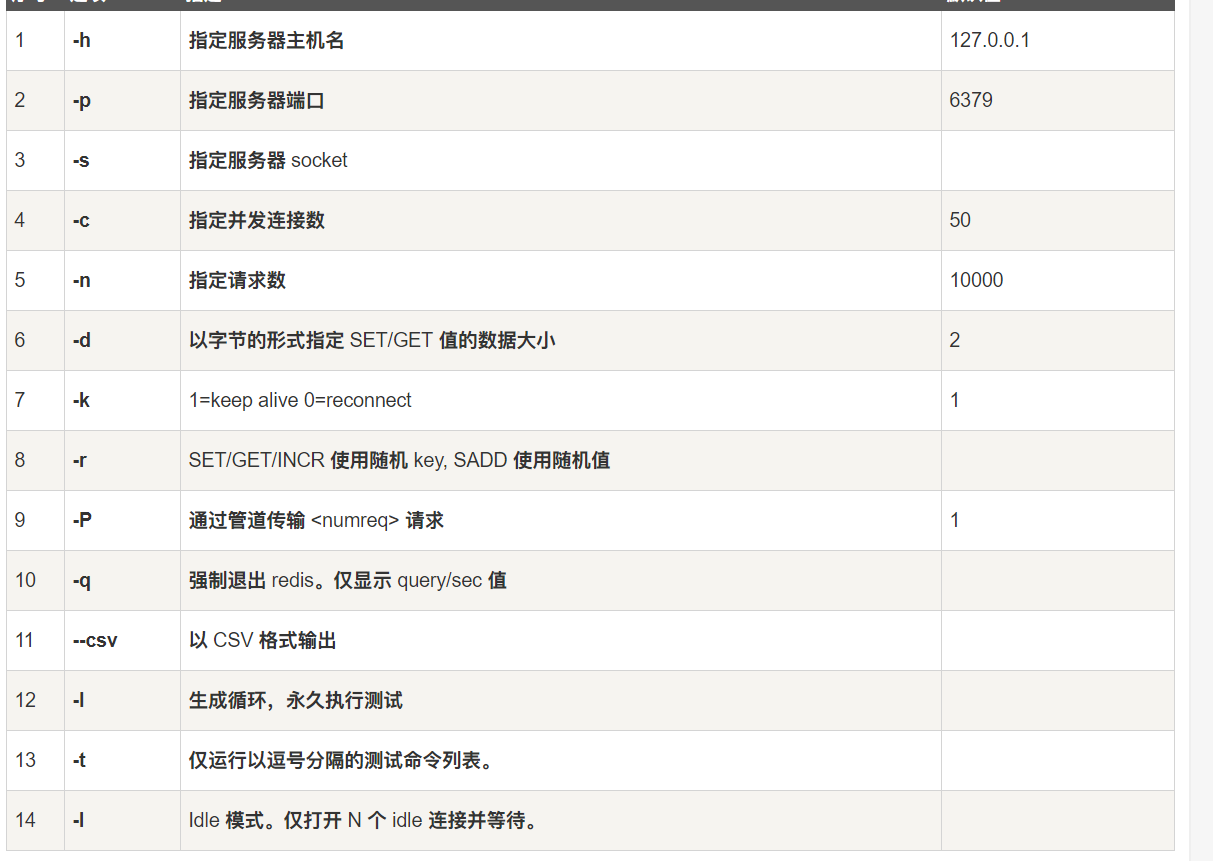 1 -h 指定服务器主机名 127.0.0.1
2 -p 指定服务器端口 6379
3 -s 指定服务器 socket
4 -c 指定并发连接数 50
5 -n 指定请求数 10000
6 -d 以字节的形式指定 SET/GET 值的数据大小 2
7 -k 1=keep alive 0=reconnect 1
8 -r SET/GET/INCR 使用随机 key, SADD 使用随机值
9 -P 通过管道传输 <numreq> 请求 1
10 -q 强制退出 redis。仅显示 query/sec 值
11 --csv 以 CSV 格式输出
12 -l 生成循环，永久执行测试
13 -t 仅运行以逗号分隔的测试命令列表。
14 -I Idle 模式。仅打开 N 个 idle 连接并等待。